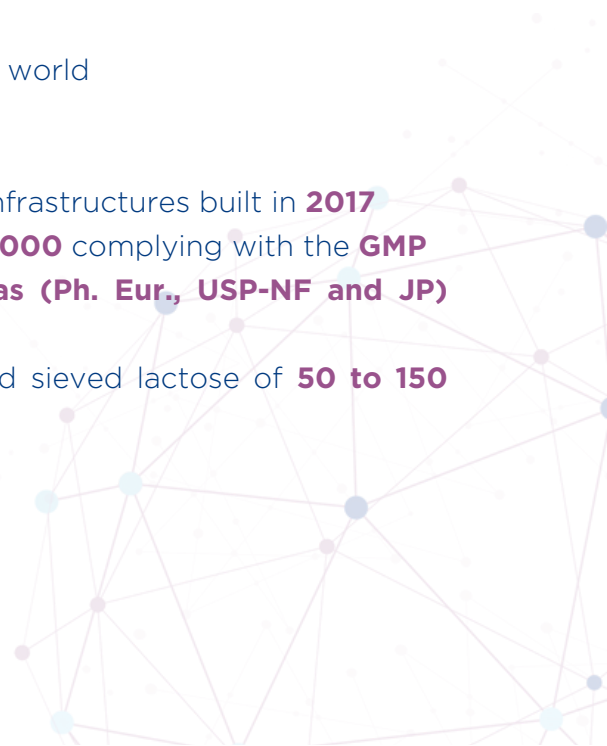 world
nfrastructures built in 2017
000 complying with the GMP
as (Ph. Eur., USP-NF and JP)
d sieved lactose of 50 to 150